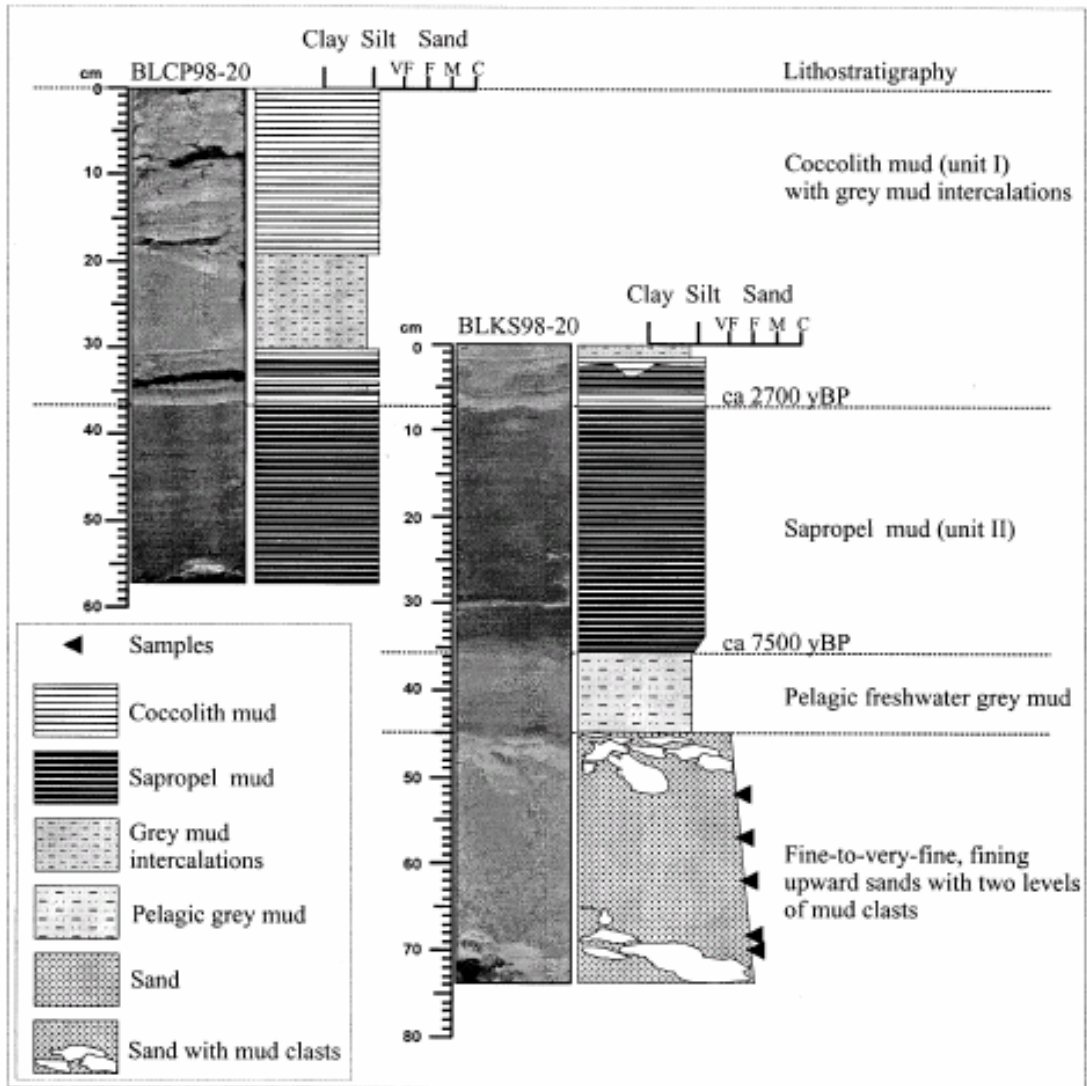 Clay Silt Sand
cm BLCP98-20 VF F M C Lithostratigraphy
0
10
20
30
40
50
60
Coccolith mud (unit I)
with grey mud intercalations
Clay Silt Sand
cm BLKS98-20 VF F M C
0
10
20
30
40
50
60
70
80
ca 2700 yBP
Sapropel mud (unit II)
ca 7500 yBP
Pelagic freshwater grey mud
Fine-to-very-fine, fining
upward sands with two levels
of mud clasts
Samples
Coccolith mud
Sapropel mud
Grey mud
intercalations
Pelagic grey mud
Sand
Sand with mud clasts